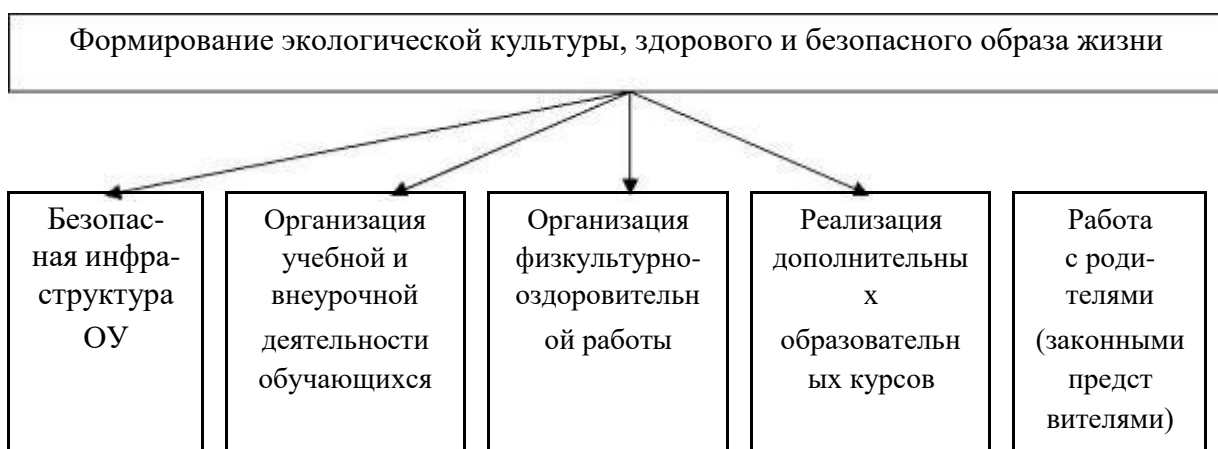 Формирование экологической культуры, здорового и безопасного образа жизни
Безопас-
ная инфра-
структура
ОУ
Организация
учебной и
внеурочной
деятельности
обучающихся
Организация
физкультурно-
оздоровительн
ой работы
Реализация
дополнительны
х
образовательн
ых курсов
Работа
с роди-
телями
(законными
предст
вителями)